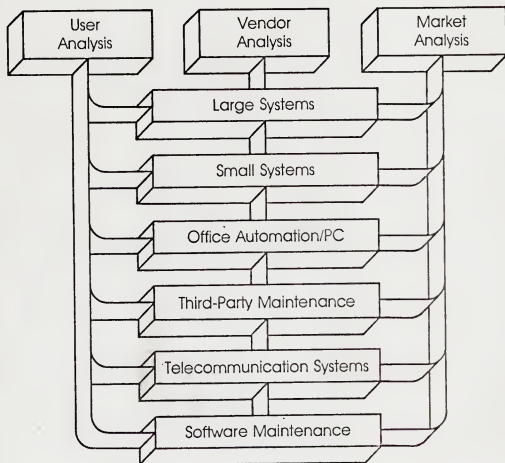 User
Analysis
Vendor
Analysis
Market
Analysis
Large Systems
Small Systems
Office Automation/PC
Third-Party Maintenance
Telecommunication Systems
Software Maintenance